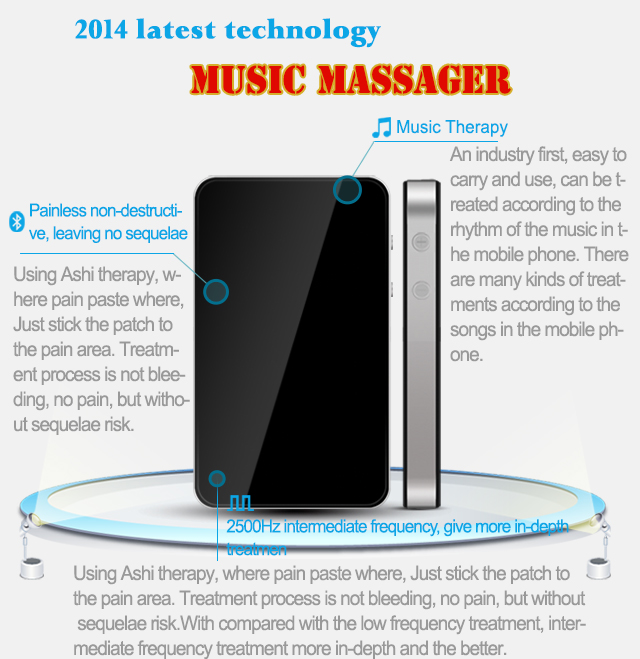 2014 latest technology
MUSIC MASSAGER
Music Therapy
An industry first, easy to
carry and use, can be t-
reated according to the
rhythm of the music in t-
he mobile phone. There
are many kinds of treat-
ments according to the
songs in the mobile ph-
one.
Painless non-destructi-
ve, leaving no sequelae
Using Ashi therapy, w-
here pain paste where,
Just stick the patch to
the pain area. Treatm-
ent process is not blee-
ding, no pain, but witho-
ut sequelae risk.
2500Hz intermediate frequency, give more in-depth
treatmen
Using Ashi therapy, where pain paste where, Just stick the patch to
the pain area. Treatment process is not bleeding, no pain, but without
sequelae risk.With compared with the low frequency treatment, inter-
mediate frequency treatment more in-depth and the better.